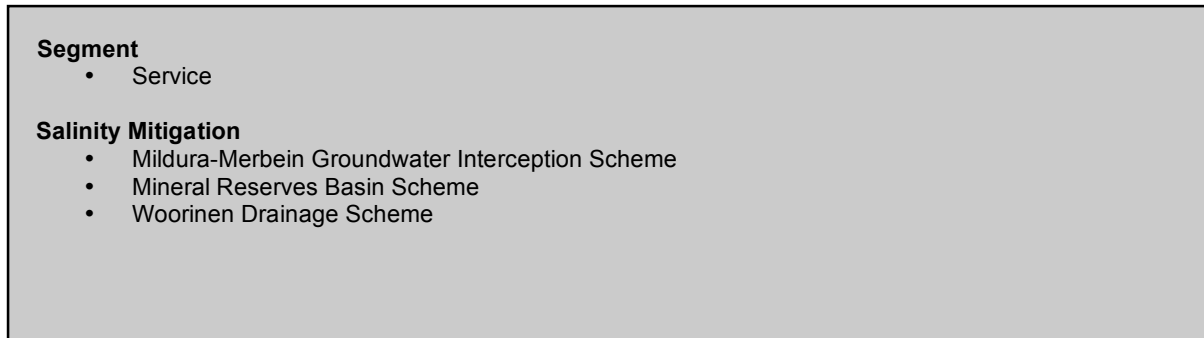 Segment
• Service
Salinity Mitigation
• Mildura-Merbein Groundwater Interception Scheme
• Mineral Reserves Basin Scheme
• Woorinen Drainage Scheme